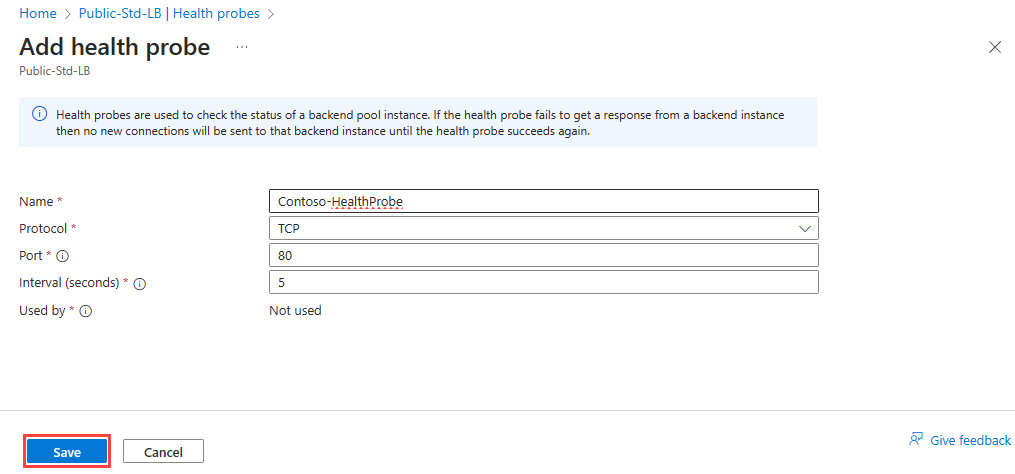 Home > Public-Std-LB | Health probes >
Add health probe ...
Public-Std-LB
Health probes are used to check the status of a backend pool instance. If the health probe fails to get a response from a backend instance
then no new connections will be sent to that backend instance until the health probe succeeds again.
Name * Contoso-HealthProbe
Protocol * TCP
Port * 80
Interval (seconds) * 5
Used by * Not used
Save Cancel Give feedback